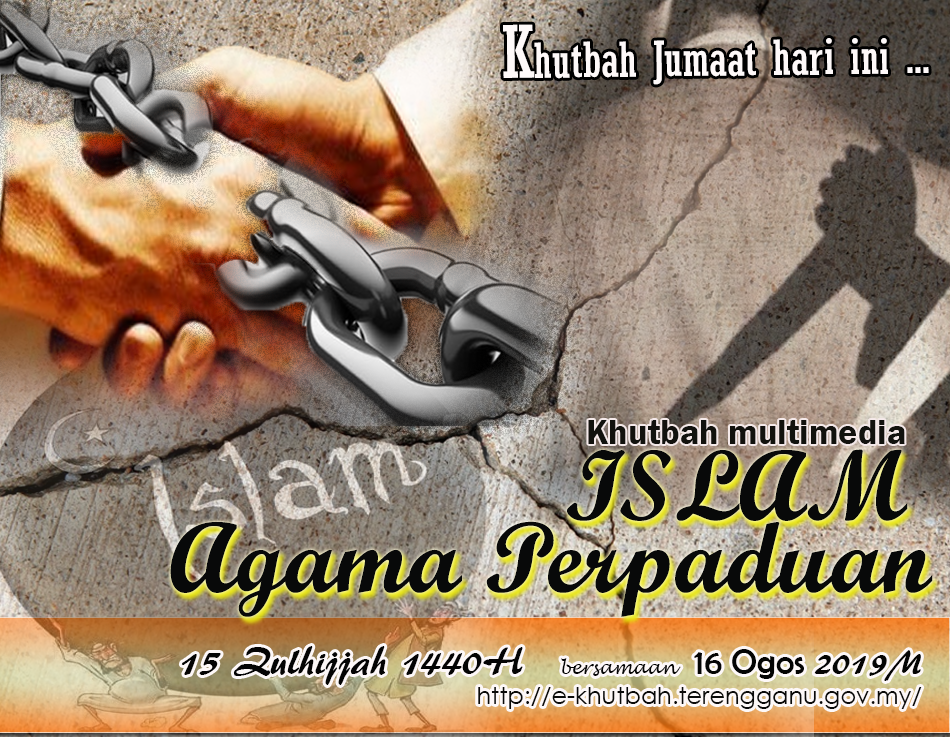 Khutbah Jumaat hari ini ...
Islam
Khutbah multimedia
ISLAM
Agama Perpaduan
15 Zulhijjah 1440H bersamaan 16 Ogos 2019M
http://e-khutbah.terengganu.gov.my/